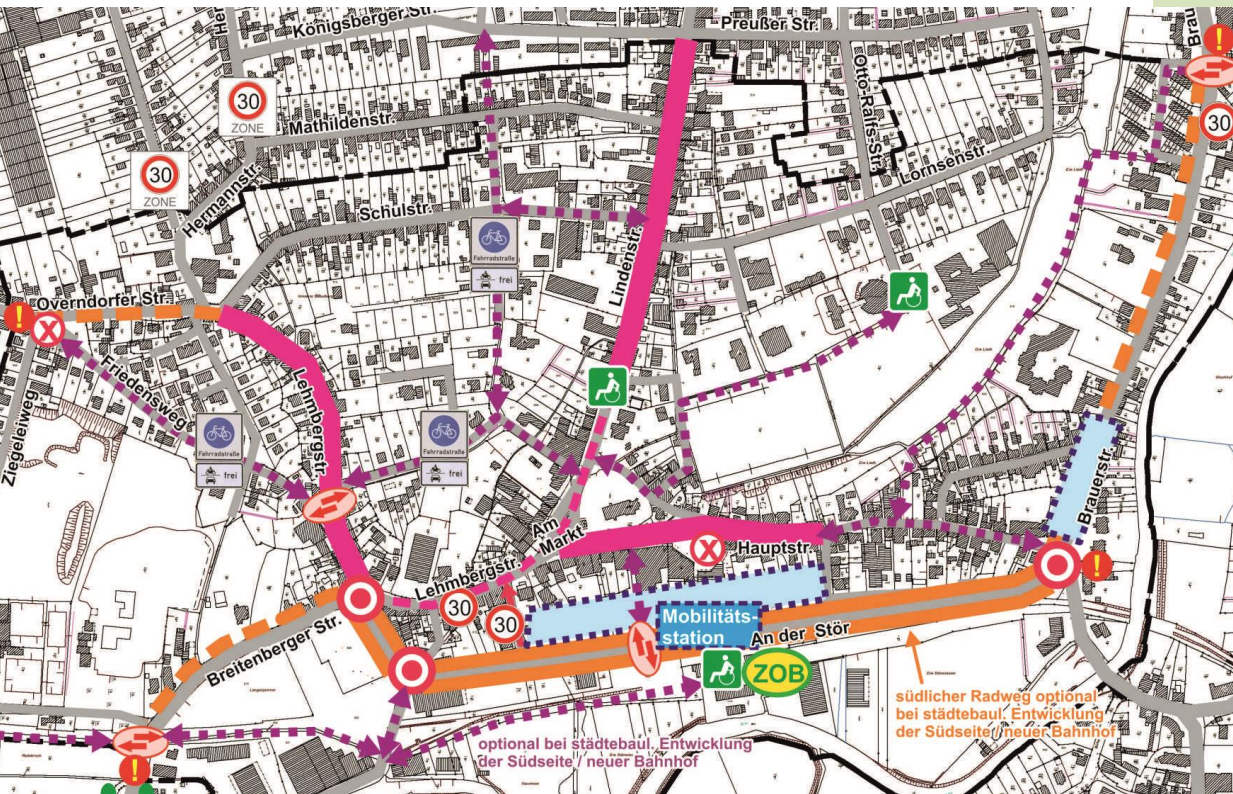 Königsberger Str.
Preußer Str.
Brau
Her
30
ZONE
Mathildenstr.
Otto-Ralfs-Str.
!
30
30
ZONE
Hermannstr.
Schulstr.
Lornsenstr.
Fahrradstraße
frei
Lindenstr.
Overndorfer Str.
!
X
Friedensweg
Lehmbergstr.
Ziegeleiweg
Fahrradstraße
frei
Fahrradstraße
frei
Brauerstr.
Am
Markt
X
Hauptstr.
!
Lehmbergstr.
30
30
Mobilitäts-
station
An der Stör
Breitenberger Str.
ZOB
südlicher Radweg optional
bei städtebaul. Entwicklung
der Südseite / neuer Bahnhof
optional bei städtebaul. Entwicklung
der Südseite / neuer Bahnhof
!